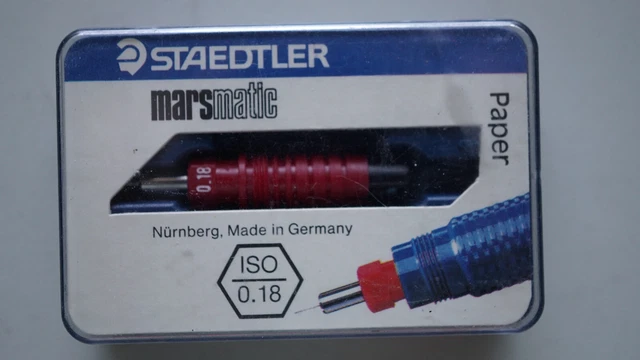 STAEDTLER
marsmatic
Paper
0.18
Nürnberg, Made in Germany
ISO
0.18